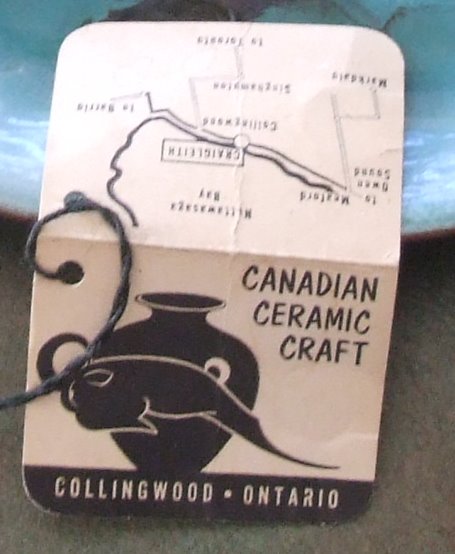 CANADIAN
CERAMIC
CRAFT
COLLINGWOOD • ONTARIO
Nottawasaga
Bay
to
Owen
Sound
Meaford
CRAIGLEITH
Collingwood
to Barrie
Singhampton
Markdale
to Toronto